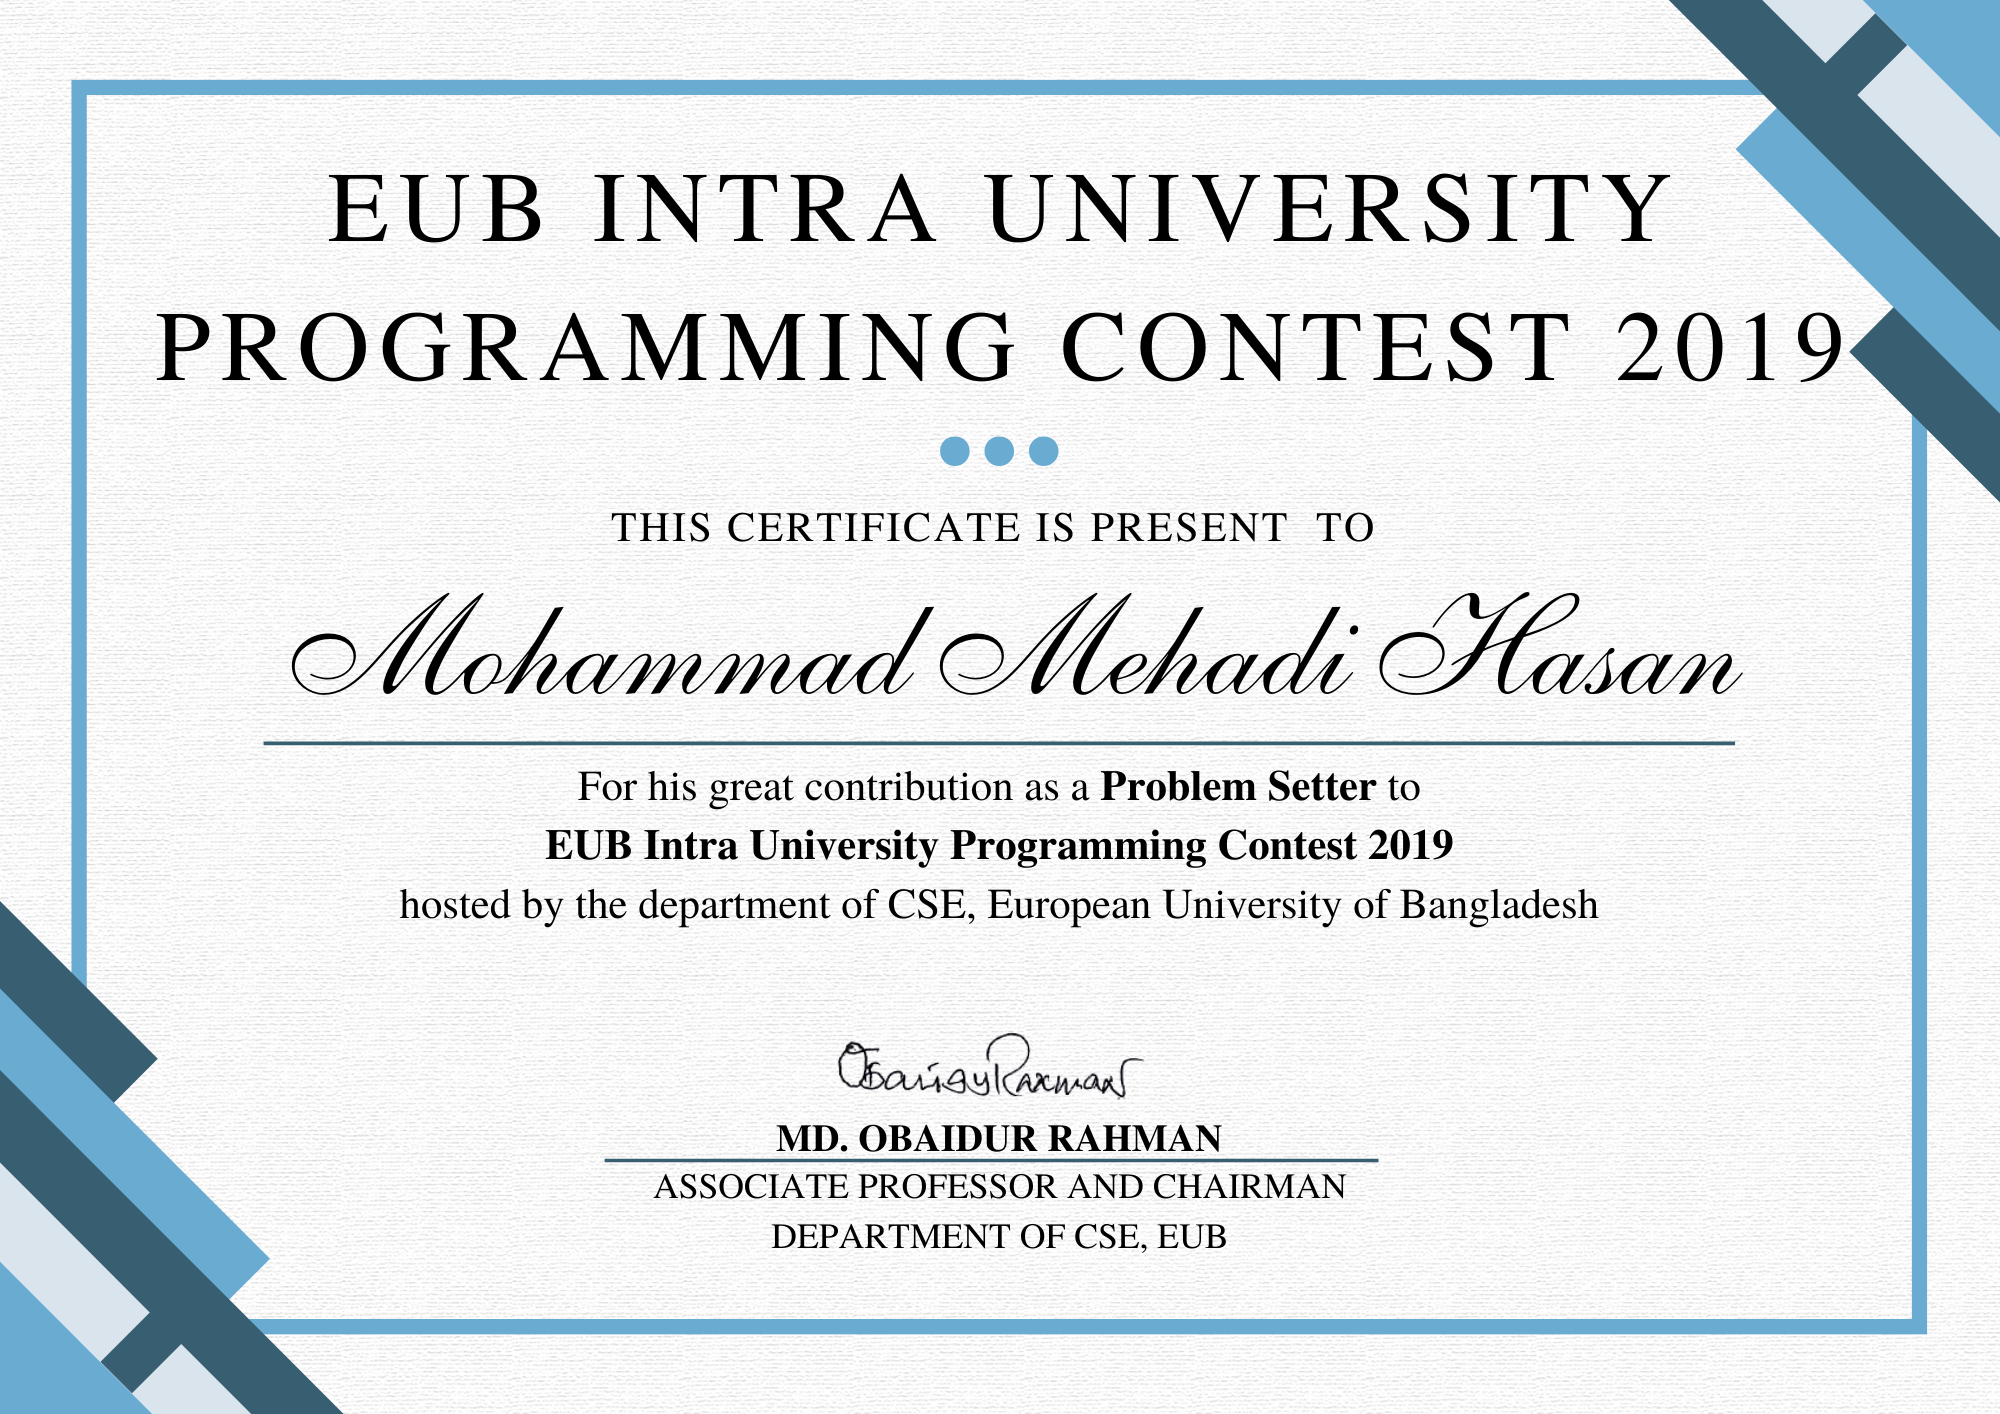 EUB INTRA UNIVERSITY
PROGRAMMING CONTEST 2019
THIS CERTIFICATE IS PRESENT TO
Mohammad Mehadi Hasan
For his great contribution as a Problem Setter to
EUB Intra University Programming Contest 2019
hosted by the department of CSE, European University of Bangladesh
MD. OBAIDUR RAHMAN
ASSOCIATE PROFESSOR AND CHAIRMAN
DEPARTMENT OF CSE, EUB